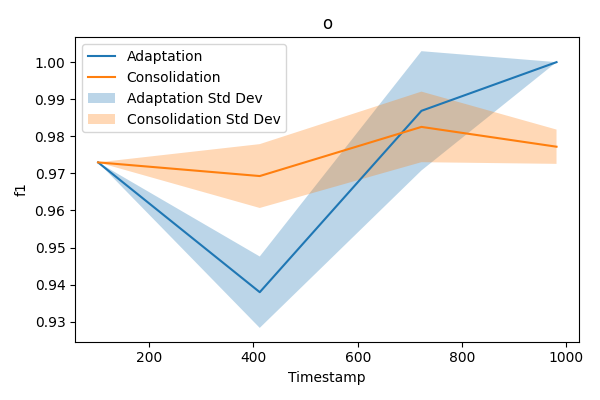 o
Adaptation
Consolidation
Adaptation Std Dev
Consolidation Std Dev
f1
1.00
0.99
0.98
0.97
0.96
0.95
0.94
0.93
200 400 600 800 1000
Timestamp